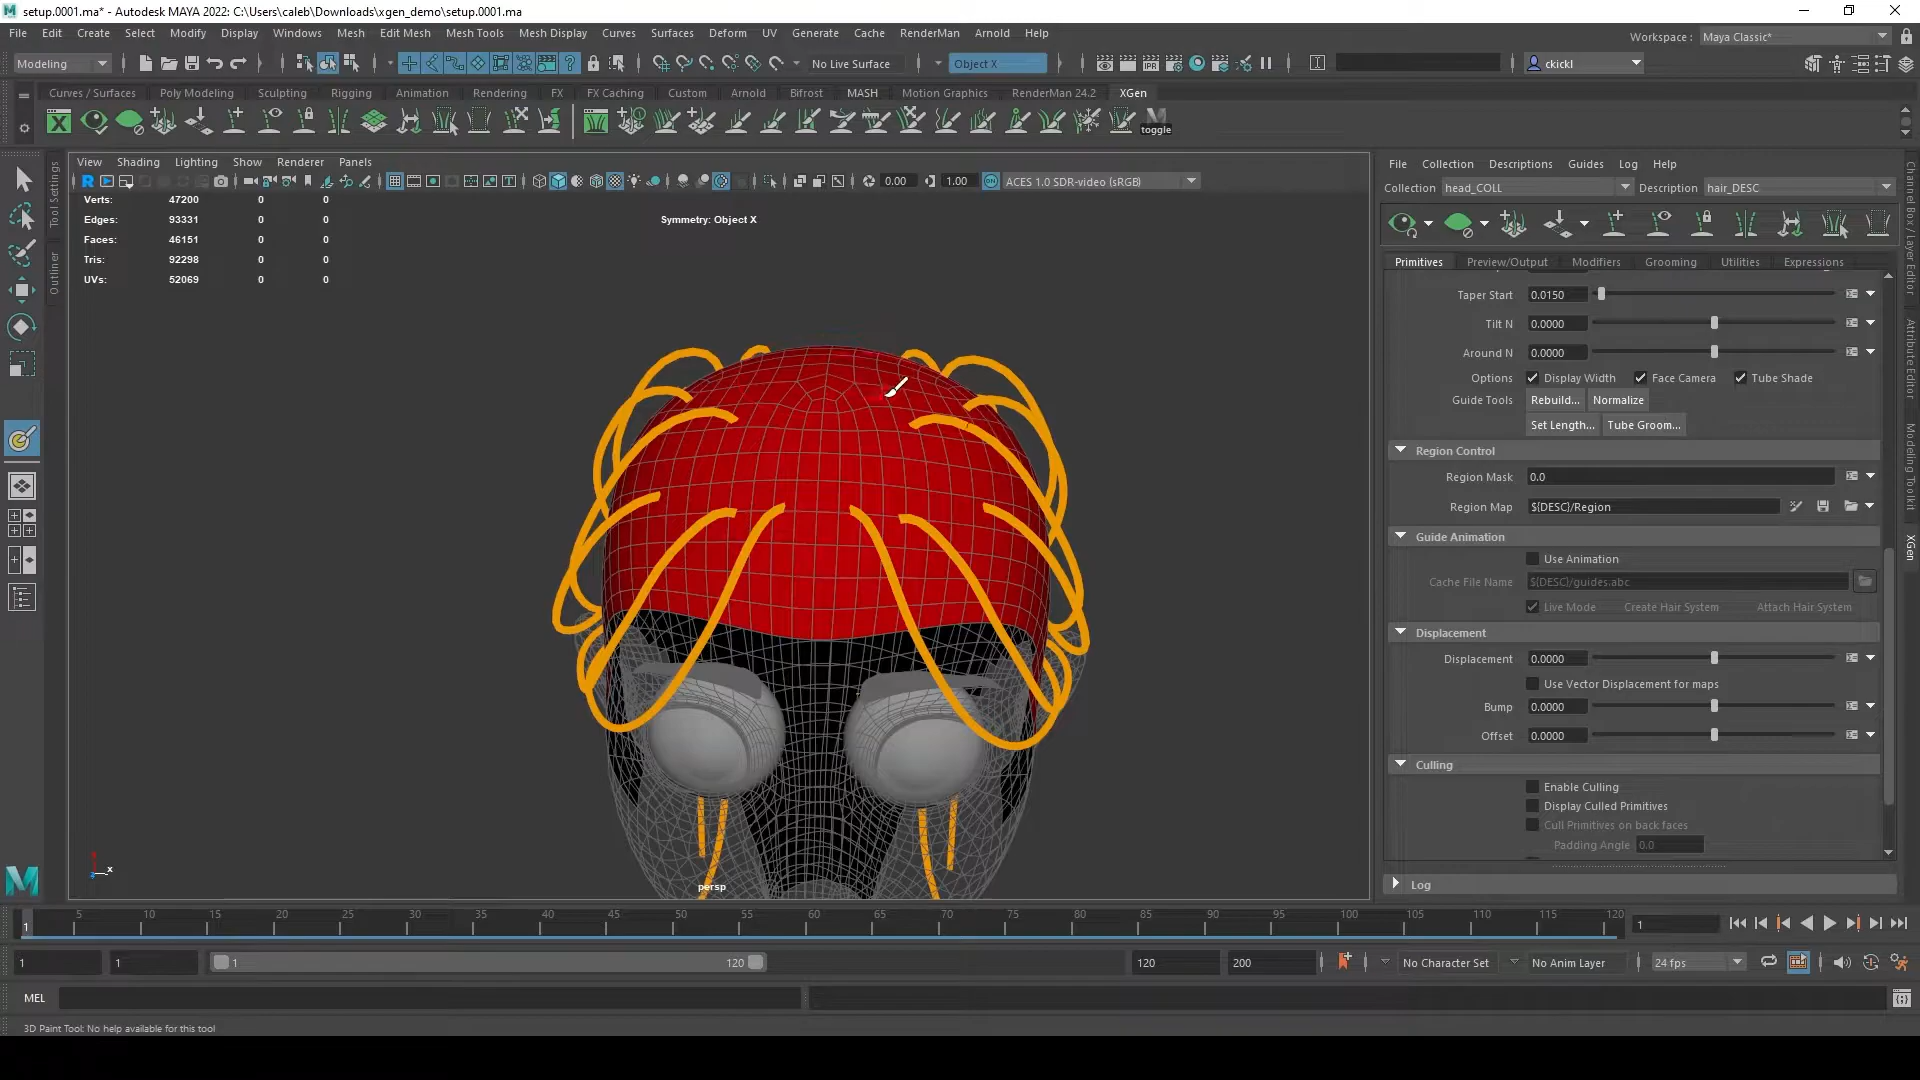 setup.0001.ma* - Autodesk MAYA 2022: C:\Users\caleb\Downloads\xgen_demo\setup.0001.ma
File Edit Create Select Modify Display Windows Mesh Edit Mesh Mesh Tools Mesh Display Curves Surfaces Deform UV Generate Cache RenderMan Arnold Help
Workspace : Maya Classic*
Modeling No Live Surface Object X ckickl
Curves / Surfaces Poly Modeling Sculpting Rigging Animation Rendering FX FX Caching Custom Arnold Bifrost MASH Motion Graphics RenderMan 24.2 XGen
toggle
View Shading Lighting Show Renderer Panels
0.00 1.00 ACES 1.0 SDR-video (sRGB)
Tool Settings
Outliner
Verts: 47200 0 0
Edges: 93331 0 0
Faces: 46151 0 0
Tris: 92298 0 0
UVs: 52069 0 0
Symmetry: Object X
persp
x
File Collection Descriptions Guides Log Help
Collection head_COLL Description hair_DESC
Primitives Preview/Output Modifiers Grooming Utilities Expressions
Taper Start 0.0150
Tilt N 0.0000
Around N 0.0000
Options Display Width Face Camera Tube Shade
Guide Tools Rebuild... Normalize
Set Length... Tube Groom...
Region Control
Region Mask 0.0
Region Map ${DESC}/Region
Guide Animation
Use Animation
Cache File Name ${DESC}/guides.abc
Live Mode Create Hair System Attach Hair System
Displacement
Displacement 0.0000
Use Vector Displacement for maps
Bump 0.0000
Offset 0.0000
Culling
Enable Culling
Display Culled Primitives
Cull Primitives on back faces
Padding Angle 0.0
Log
Channel Box / Layer Editor
Attribute Editor
Modeling Toolkit
XGen
5 10 15 20 25 30 35 40 45 50 55 60 65 70 75 80 85 90 95 100 105 110 115 120
1 1
1 1 1 120 120 200 No Character Set No Anim Layer 24 fps
MEL
3D Paint Tool: No help available for this tool